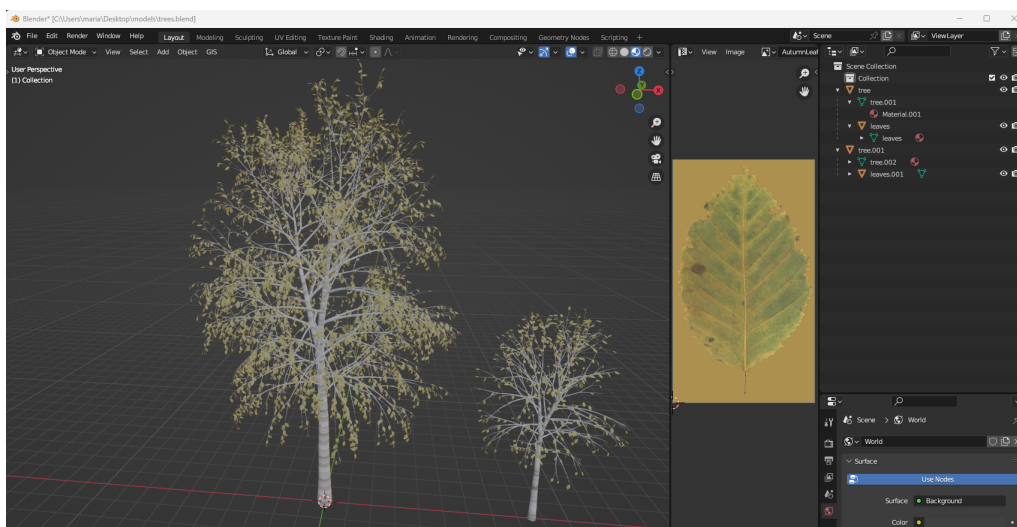 Blender* [C:\Users\maria\Desktop\models\trees.blend]
File Edit Render Window Help Layout Modeling Sculpting UV Editing Texture Paint Shading Animation Rendering Compositing Geometry Nodes Scripting + Scene ViewLayer
Object Mode View Select Add Object GIS Global View Image AutumnLeaf
User Perspective
(1) Collection
Z
Y
X
Scene Collection
Collection
tree
tree.001
Material.001
leaves
leaves
tree.001
tree.002
leaves.001
Scene > World
World
Surface
Use Nodes
Surface Background
Color